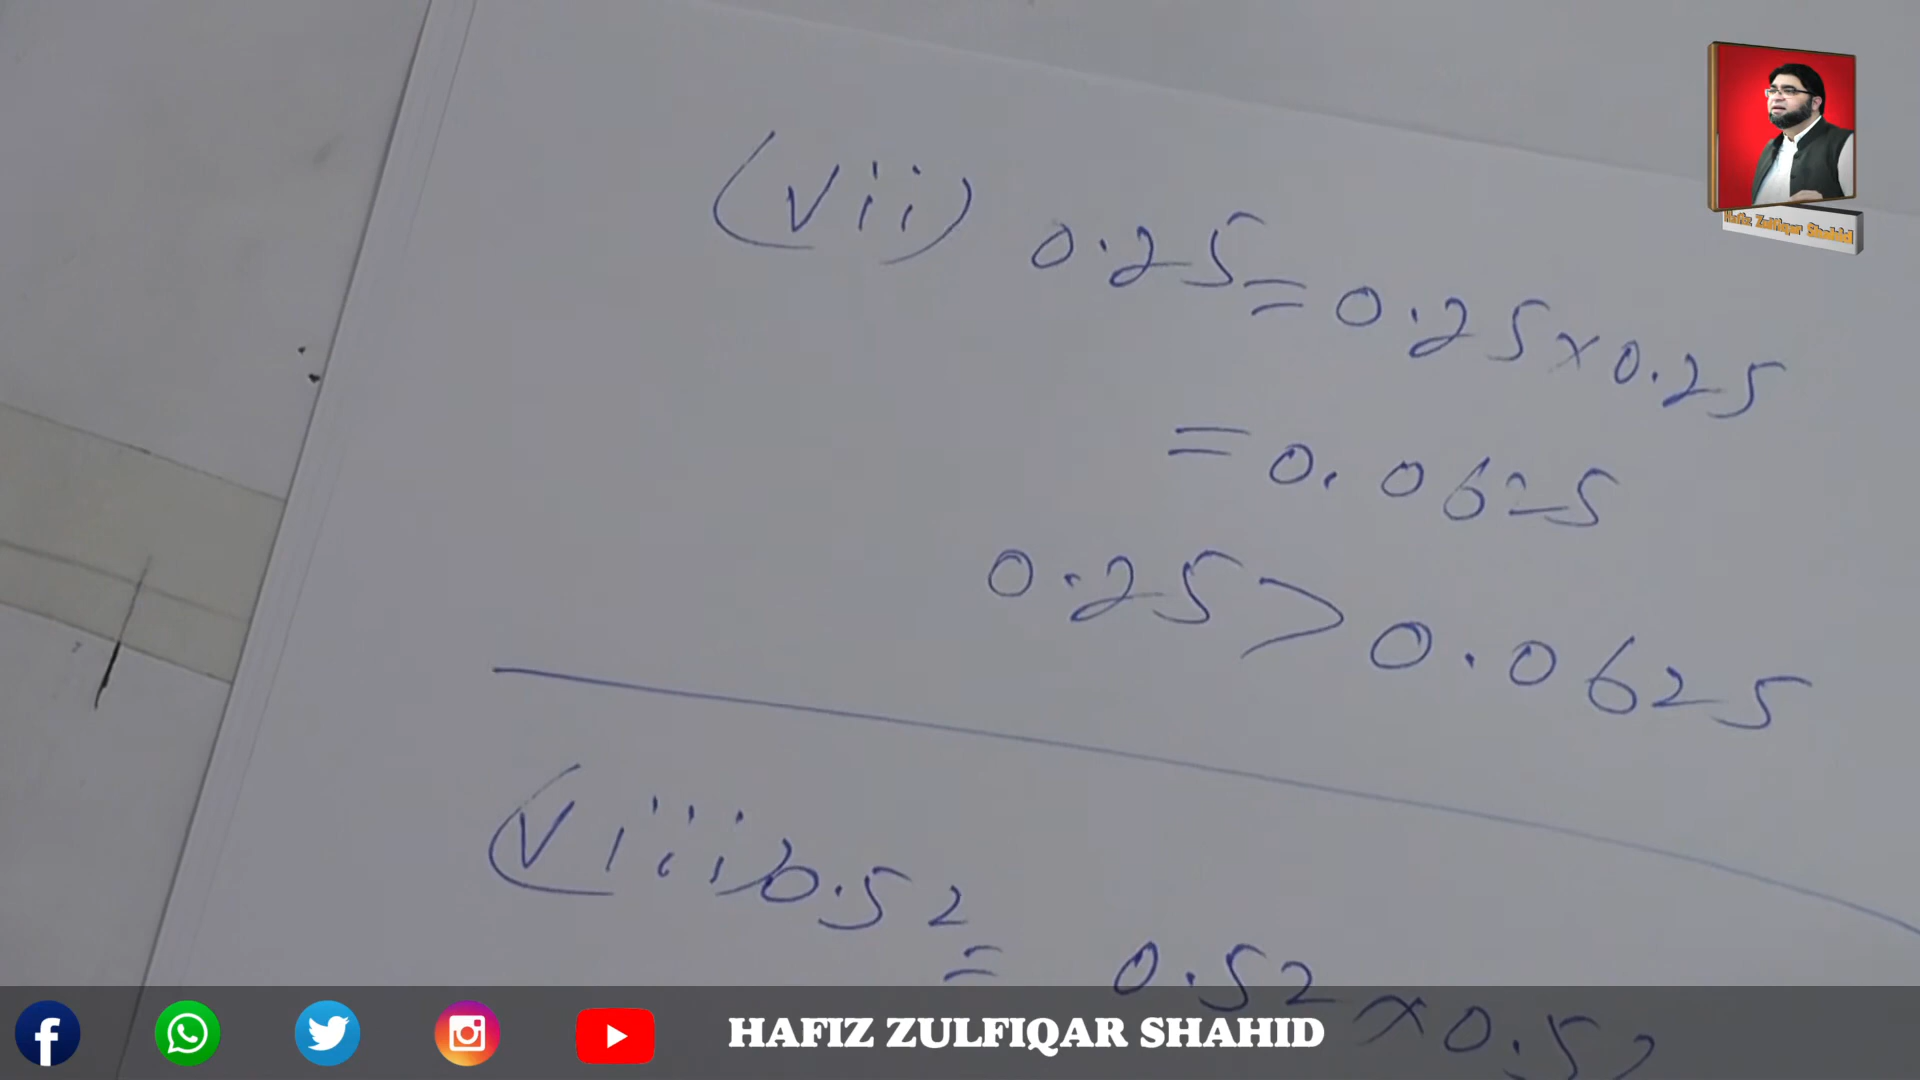 Hafiz Zulfiqar Shahid
(vii) 0.25 = 0.25 × 0.25
= 0.0625
0.25 > 0.0625
(viii) 0.52
= 0.52 × 0.52
HAFIZ ZULFIQAR SHAHID